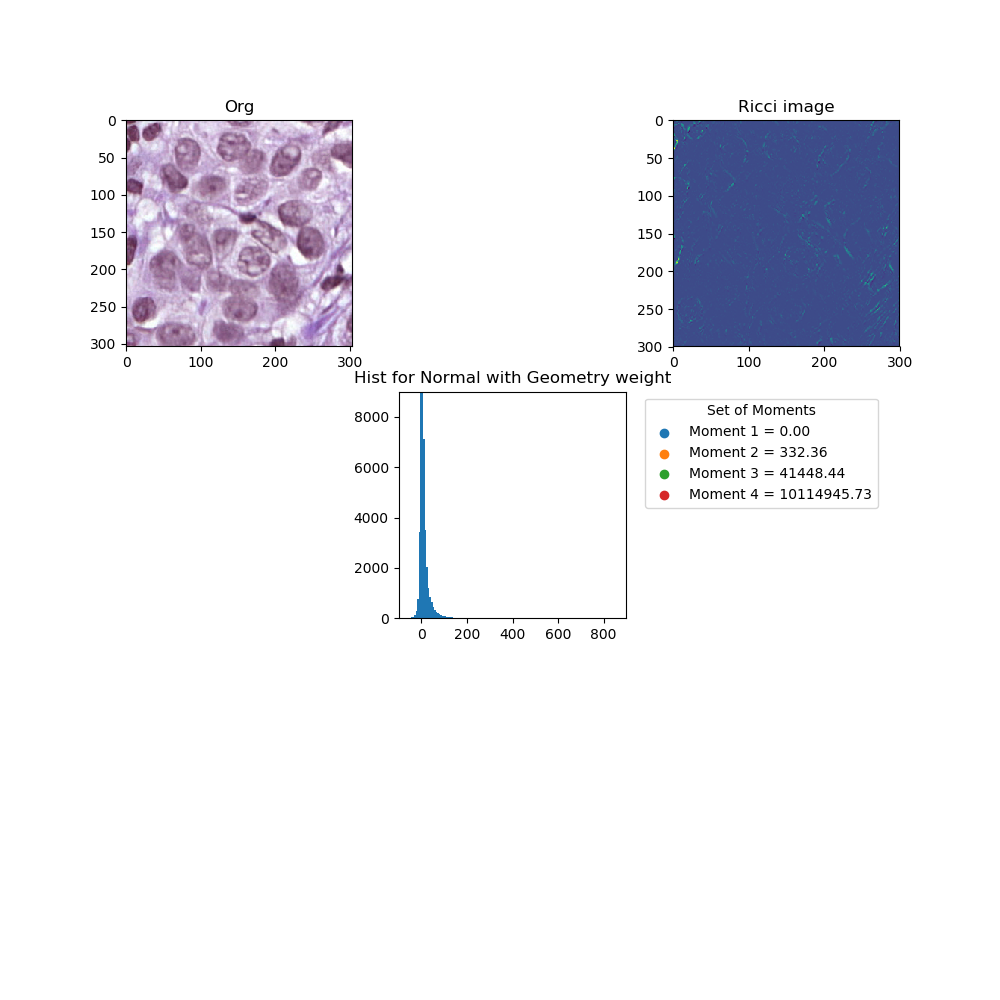 Org
0
50
100
150
200
250
300
0 100 200 300
Ricci image
0
50
100
150
200
250
300
0 100 200 300
Hist for Normal with Geometry weight
8000
6000
4000
2000
0
0 200 400 600 800
Set of Moments
Moment 1 = 0.00
Moment 2 = 332.36
Moment 3 = 41448.44
Moment 4 = 10114945.73